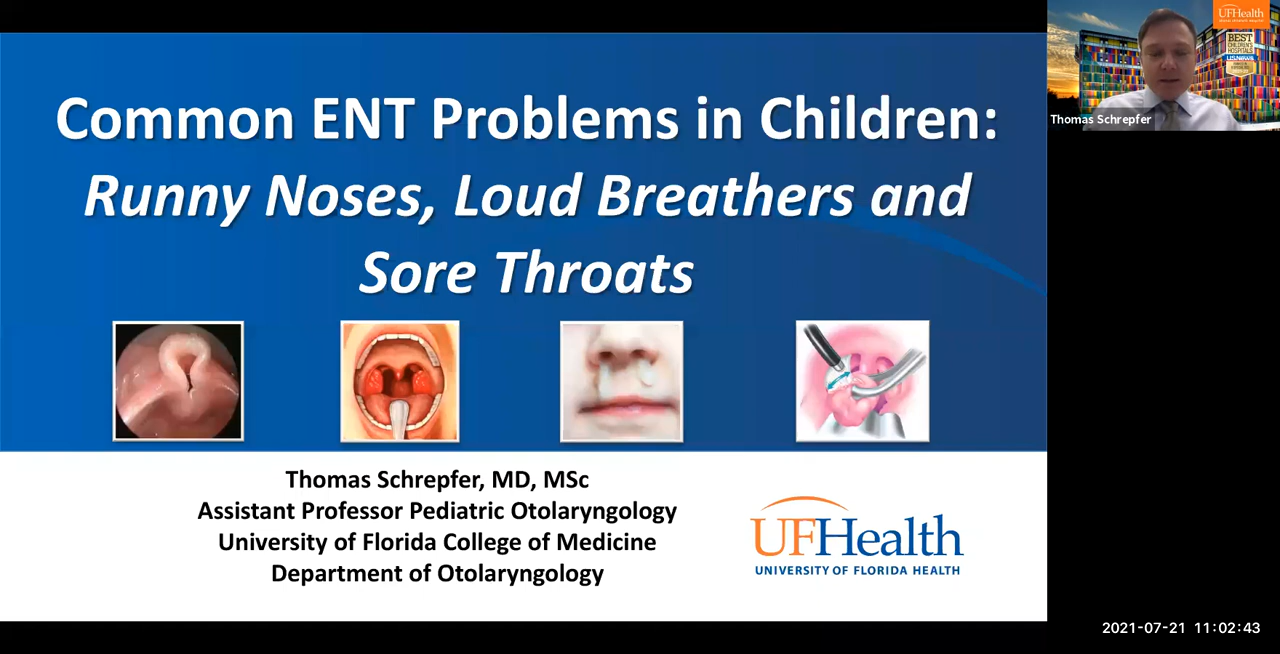 Common ENT Problems in Children:
Runny Noses, Loud Breathers and
Sore Throats
Thomas Schrepfer, MD, MSc
Assistant Professor Pediatric Otolaryngology
University of Florida College of Medicine
Department of Otolaryngology
UFHealth
UNIVERSITY OF FLORIDA HEALTH
UFHealth
BEST
CHILDREN'S
HOSPITALS
U.S.NEWS
Thomas Schrepfer
2021-07-21 11:02:43